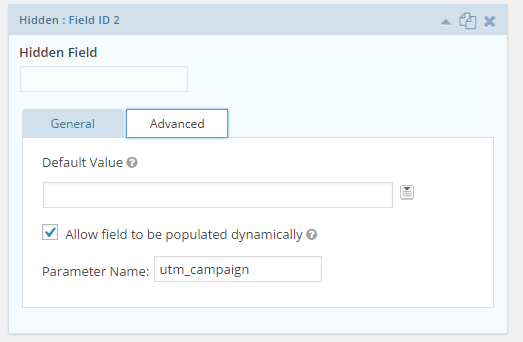 Hidden : Field ID 2
Hidden Field
General Advanced
Default Value ?
Allow field to be populated dynamically ?
Parameter Name: utm_campaign